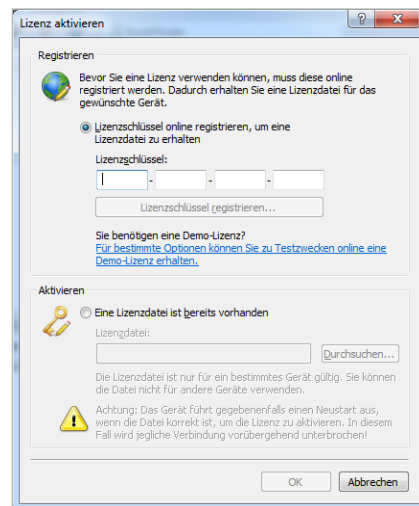 Lizenz aktivieren
Registrieren
Bevor Sie eine Lizenz verwenden können, muss diese online
registriert werden. Dadurch erhalten Sie eine Lizenzdatei für das
gewünschte Gerät.
Lizenzschlüssel online registrieren, um eine
Lizenzdatei zu erhalten
Lizenzschlüssel:
- - -
Lizenzschlüssel registrieren...
Sie benötigen eine Demo-Lizenz?
Für bestimmte Optionen können Sie zu Testzwecken online eine
Demo-Lizenz erhalten.
Aktivieren
Eine Lizenzdatei ist bereits vorhanden
Lizenzdatei:
Durchsuchen...
Die Lizenzdatei ist nur für ein bestimmtes Gerät gültig. Sie können
die Datei nicht für andere Geräte verwenden.
Achtung: Das Gerät führt gegebenenfalls einen Neustart aus,
wenn die Datei korrekt ist, um die Lizenz zu aktivieren. In diesem
Fall wird jegliche Verbindung vorübergehend unterbrochen!
OK Abbrechen